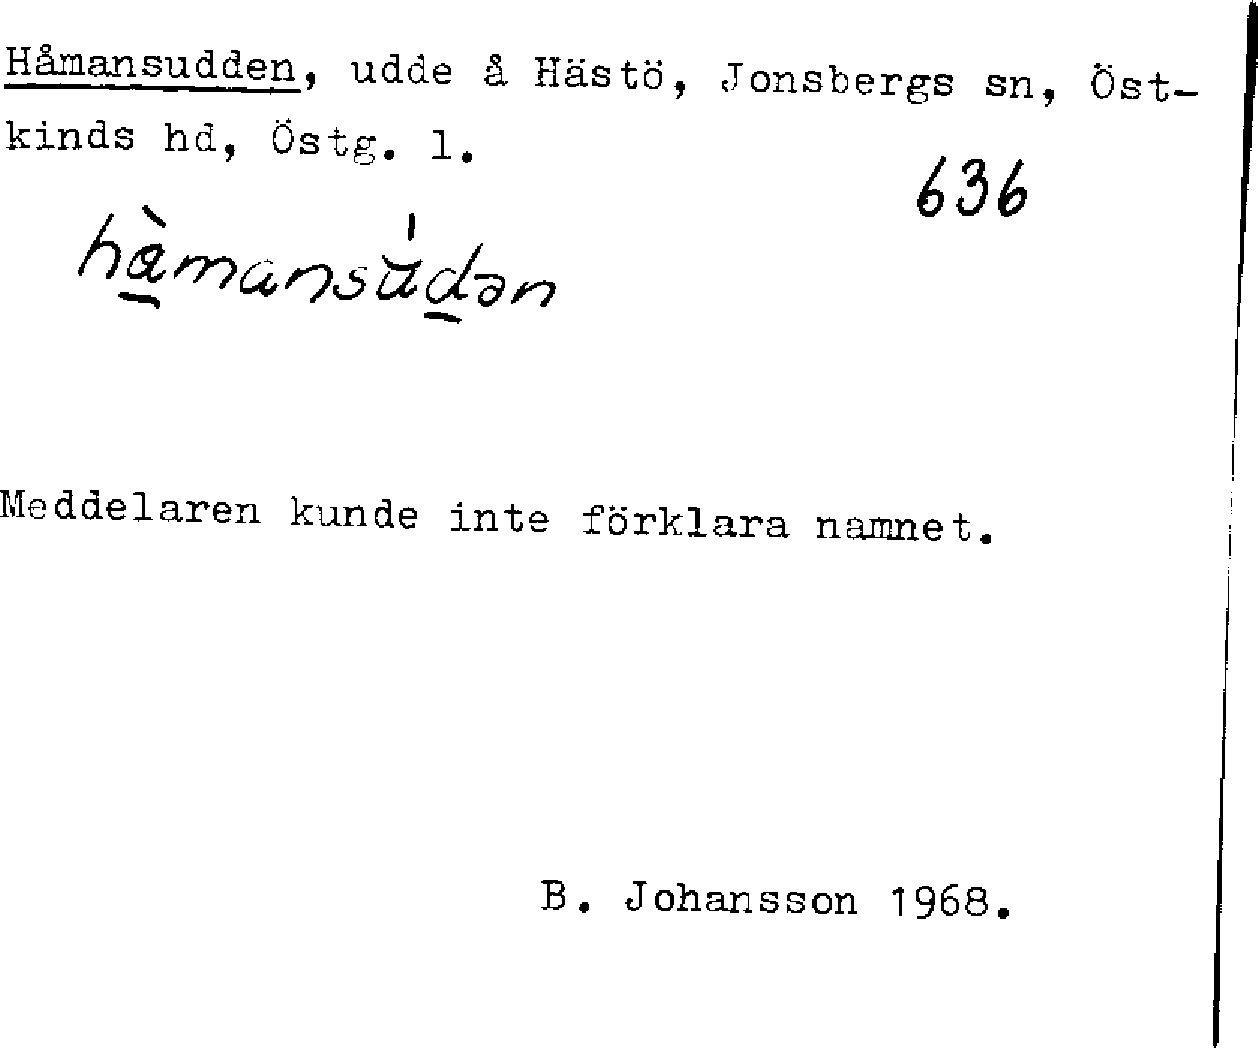 Håmansudden, udde å Hästö, Jonsbergs sn, Öst-
kinds hd, Östg. l.
636
Meddelaren kunde inte förklara namnet.
B. Johansson 1968.